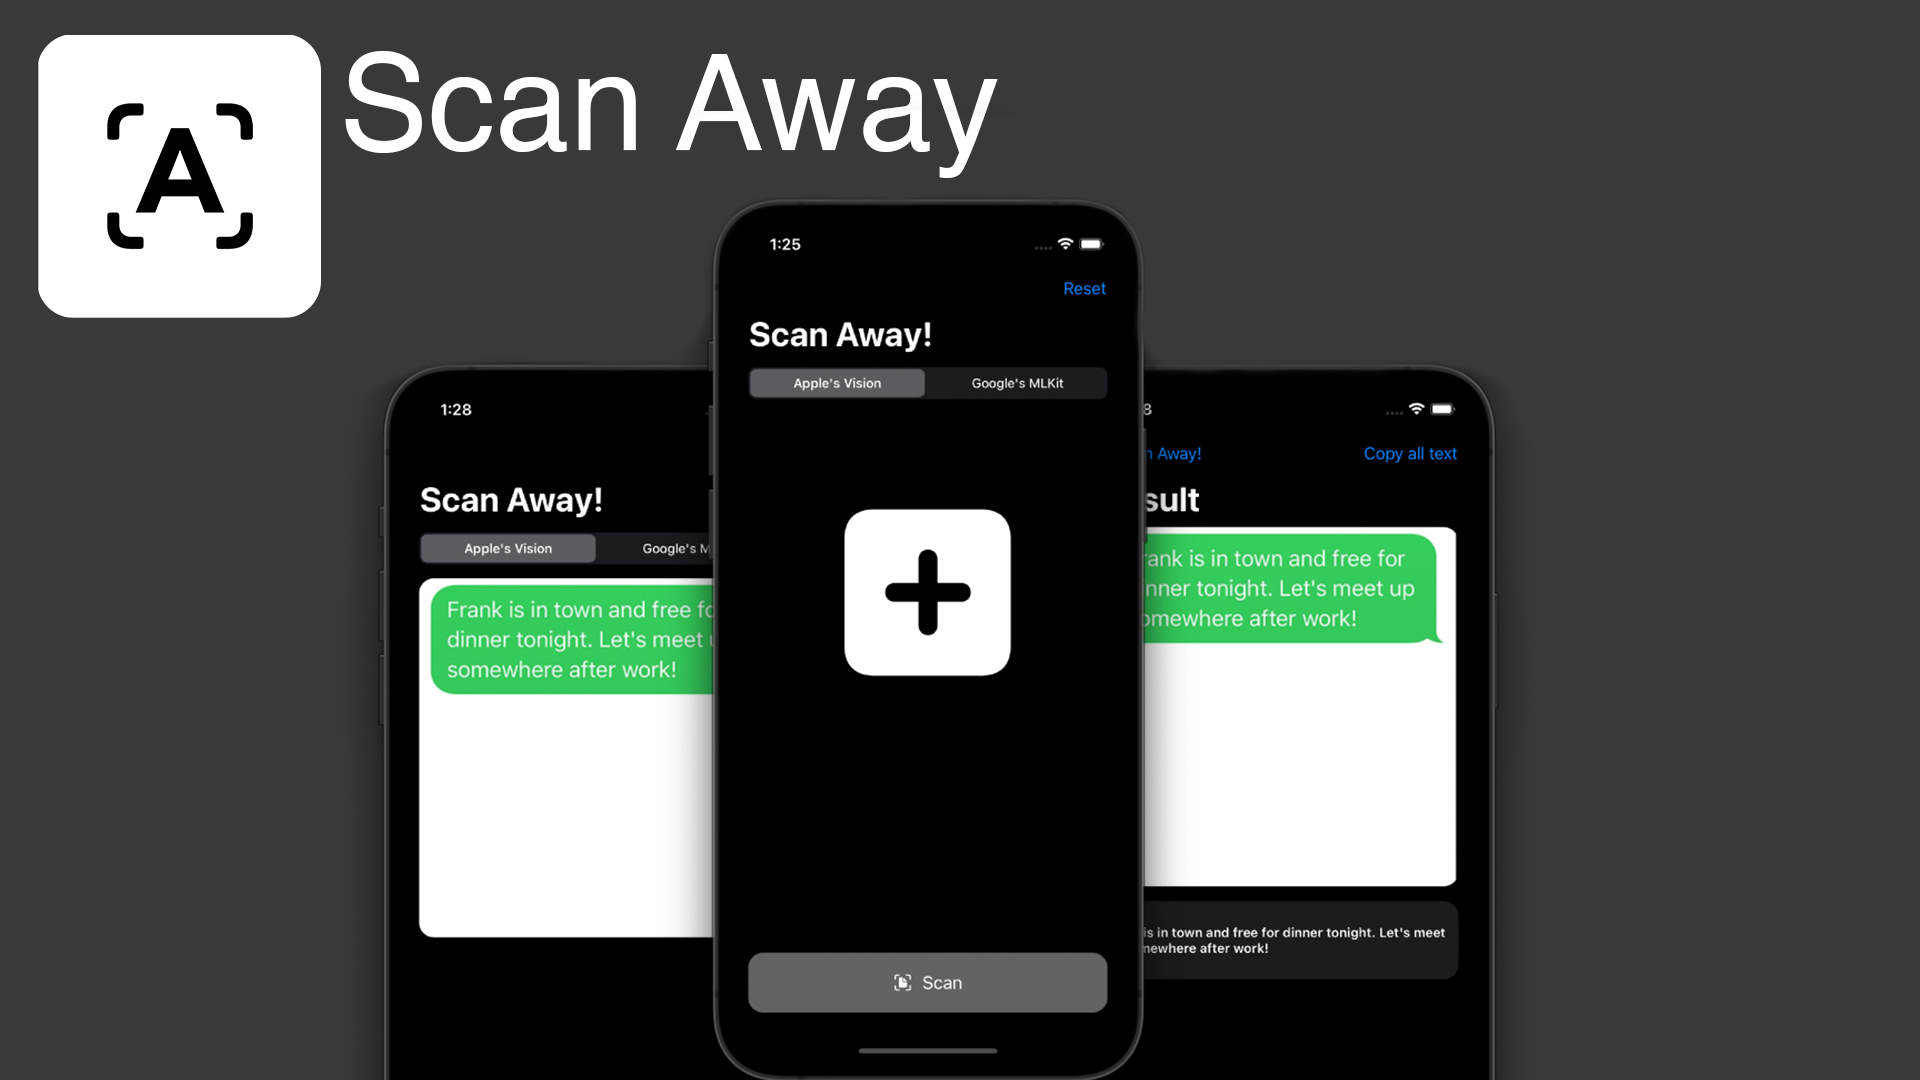 A
Scan Away
1:25
Reset
Scan Away!
Apple's Vision
Google's MLKit
Scan
1:28
Scan Away!
Apple's Vision
Google's M
Frank is in town and free fo
dinner tonight. Let's meet
somewhere after work!
8
n Away!
Copy all text
sult
rank is in town and free for
inner tonight. Let's meet up
omewhere after work!
is in town and free for dinner tonight. Let's meet
newhere after work!